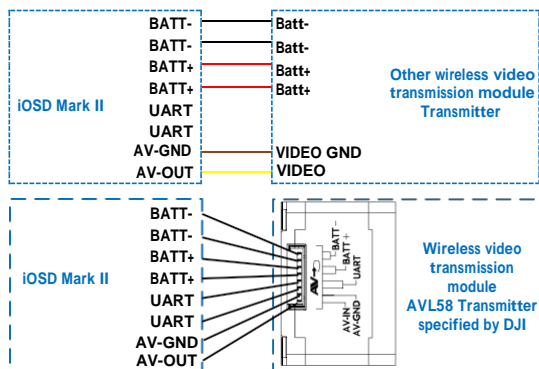 BATT-
BATT-
BATT+
BATT+
UART
UART
AV-GND
AV-OUT
iOSD Mark II
Batt-
Batt-
Batt+
Batt+
VIDEO GND
VIDEO
Other wireless video
transmission module
Transmitter
BATT-
BATT-
BATT+
BATT+
UART
UART
AV-GND
AV-OUT
iOSD Mark II
AV
BATT-
BATT+
UART
AV-IN
AV-GND
Wireless video
transmission
module
AVL58 Transmitter
specified by DJI